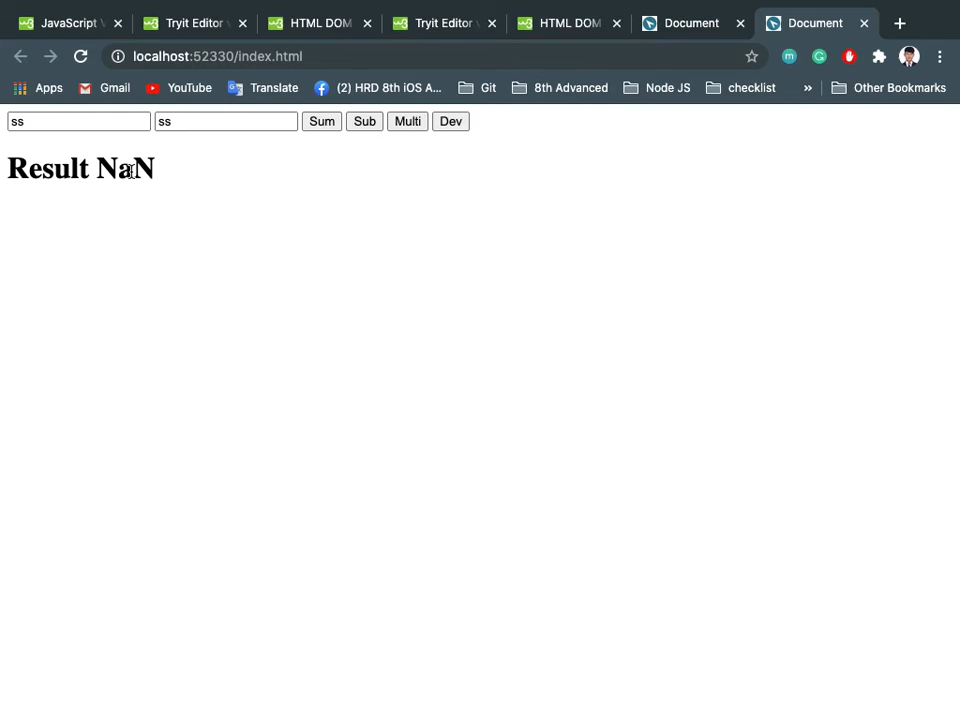 JavaScript V
Tryit Editor v
HTML DOM
Tryit Editor v
HTML DOM
Document
Document
localhost:52330/index.html
Apps
Gmail
YouTube
Translate
(2) HRD 8th iOS A...
Git
8th Advanced
Node JS
checklist
»
Other Bookmarks
ss
ss
Sum
Sub
Multi
Dev
Result NaN